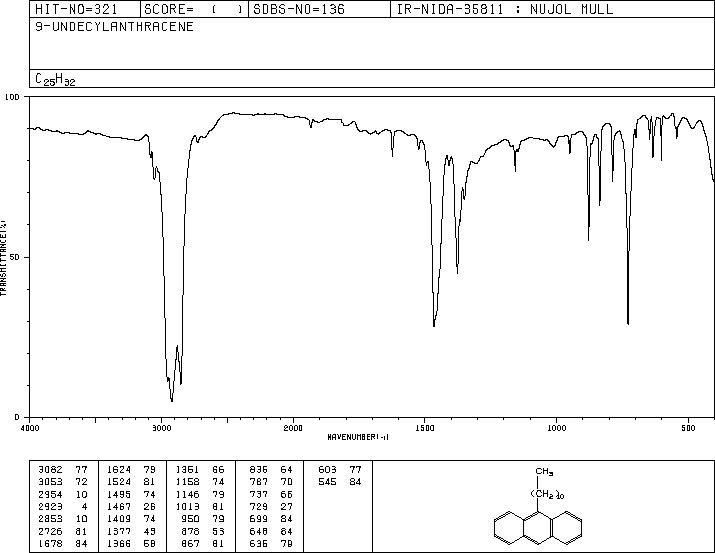 HIT-NO=321 SCORE= ( ) SDBS-NO=136 IR-NIDA-35811 : NUJOL MULL
9-UNDECYLANTHRACENE
C25H32
100
50
0
TRANSMITTANCE(%)
4000 3000 2000 1500 1000 500
WAVENUMBER(-1)
3082 77 1624 79 1361 66 836 64 603 77
3053 72 1524 81 1158 74 787 70 545 84
2954 10 1495 74 1146 79 737 66
2923 4 1467 26 1013 81 729 27
2853 10 1409 74 950 79 699 84
2726 81 1377 43 878 53 648 84
1678 84 1366 58 867 81 636 79
CH3
(CH2)10